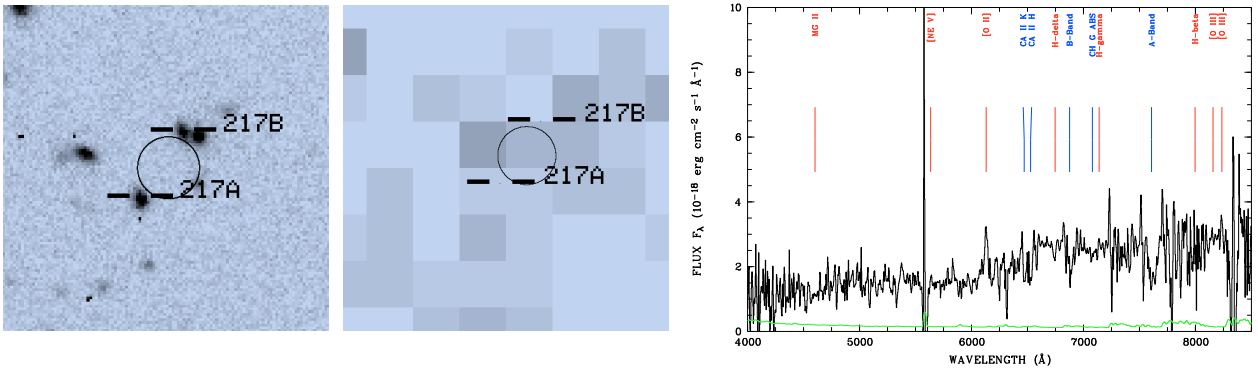 217B
217A
217B
217A
MG II
[NE V]
[O II]
CA II K
CA II H
H-delta
B-Band
CH G ABS
H-gamma
A-Band
H-beta
[O III]
[O III]
10
8
6
4
2
0
FLUX Fλ (10⁻¹⁸ erg cm⁻² s⁻¹ Å⁻¹)
4000 5000 6000 7000 8000
WAVELENGTH (Å)